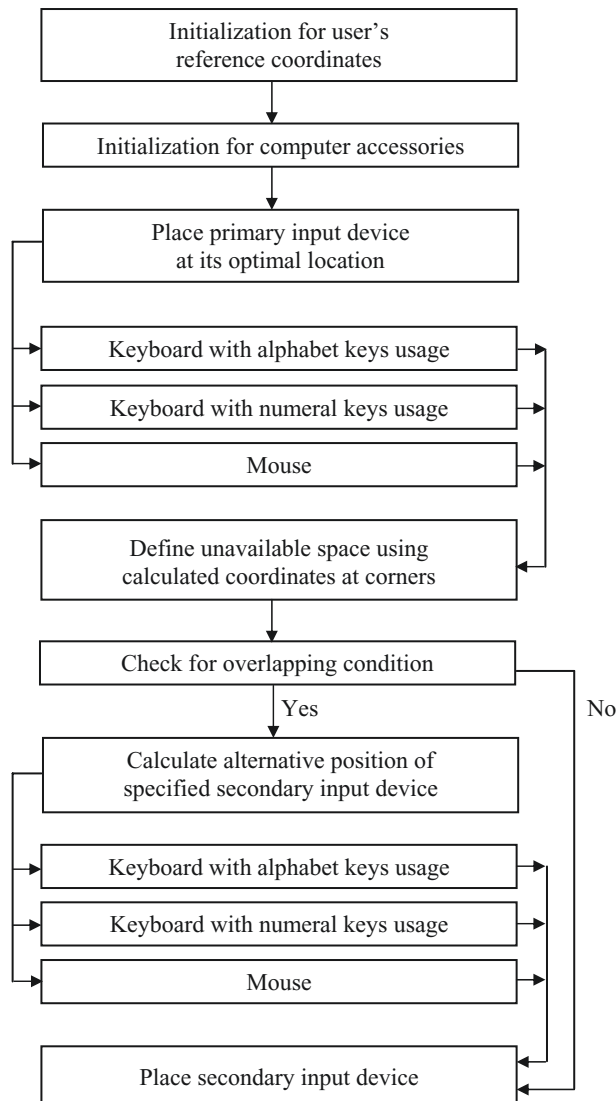 Initialization for user's
reference coordinates
Initialization for computer accessories
Place primary input device
at its optimal location
Keyboard with alphabet keys usage
Keyboard with numeral keys usage
Mouse
Define unavailable space using
calculated coordinates at corners
Check for overlapping condition
Yes
No
Calculate alternative position of
specified secondary input device
Keyboard with alphabet keys usage
Keyboard with numeral keys usage
Mouse
Place secondary input device